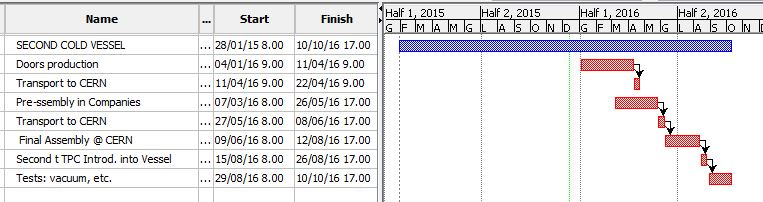 Name ... Start Finish Half 1, 2015 Half 2, 2015 Half 1, 2016 Half 2, 2016
G F M A M G L A S O N D G F M A M G L A S O N D
SECOND COLD VESSEL ... 28/01/15 8.00 10/10/16 17.00
Doors production ... 04/01/16 9.00 11/04/16 9.00
Transport to CERN ... 11/04/16 9.00 22/04/16 9.00
Pre-ssembly in Companies ... 07/03/16 8.00 26/05/16 17.00
Transport to CERN ... 27/05/16 8.00 08/06/16 17.00
Final Assembly @ CERN ... 09/06/16 8.00 12/08/16 17.00
Second t TPC Introd. into Vessel ... 15/08/16 8.00 26/08/16 17.00
Tests: vacuum, etc. ... 29/08/16 8.00 10/10/16 17.00